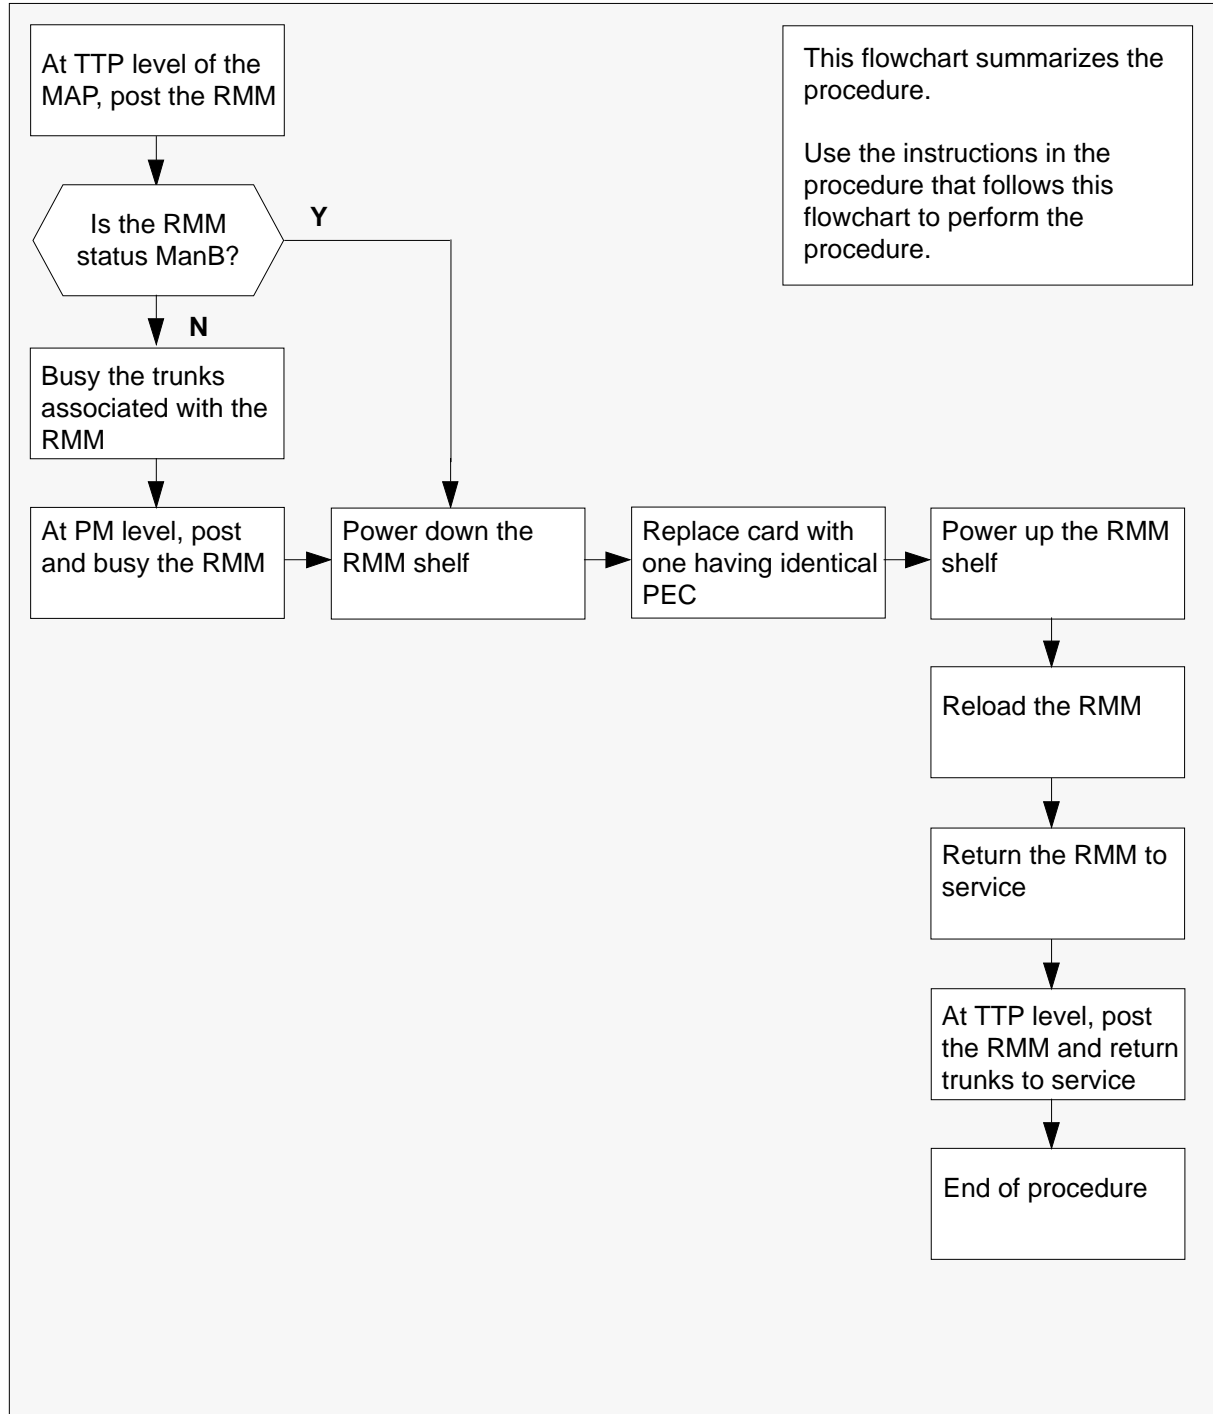 At TTP level of the
MAP, post the RMM
This flowchart summarizes the
procedure.
Use the instructions in the
procedure that follows this
flowchart to perform the
procedure.
Is the RMM
status ManB?
Y
N
Busy the trunks
associated with the
RMM
At PM level, post
and busy the RMM
Power down the
RMM shelf
Replace card with
one having identical
PEC
Power up the RMM
shelf
Reload the RMM
Return the RMM to
service
At TTP level, post
the RMM and return
trunks to service
End of procedure